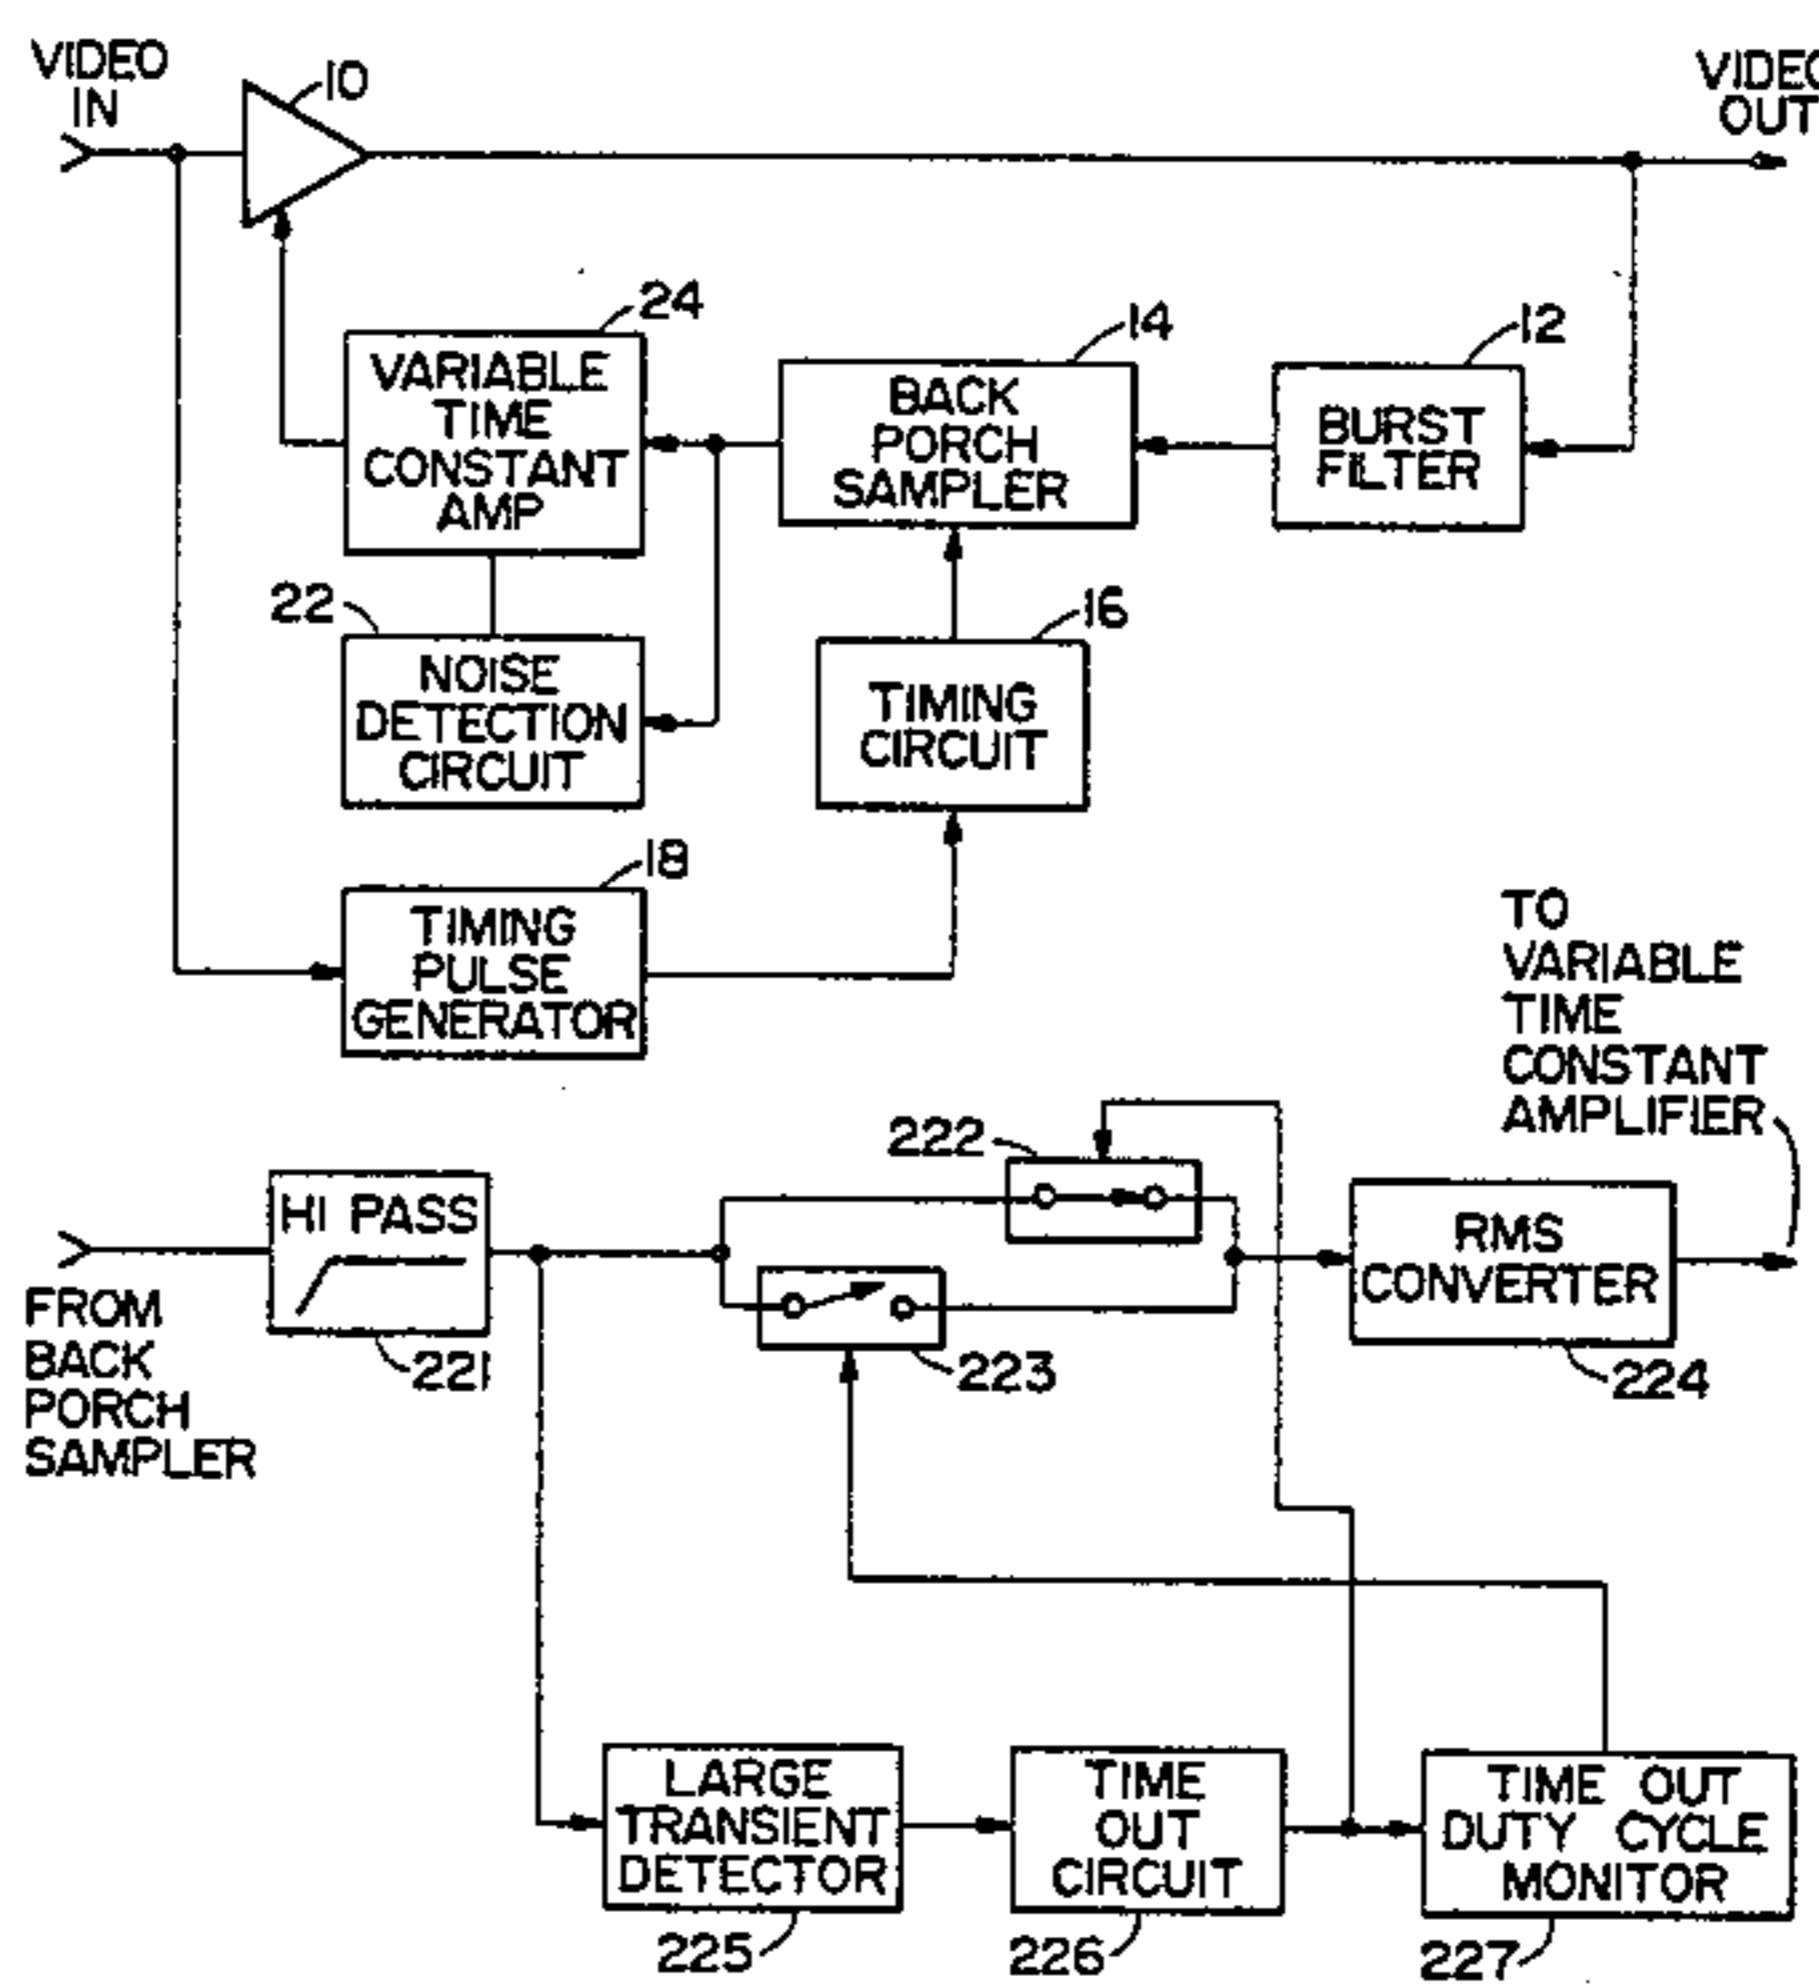 VIDEO
IN
10
VIDEO
OUT
24
VARIABLE
TIME
CONSTANT
AMP
14
BACK
PORCH
SAMPLER
12
BURST
FILTER
22
NOISE
DETECTION
CIRCUIT
16
TIMING
CIRCUIT
18
TIMING
PULSE
GENERATOR
TO
VARIABLE
TIME
CONSTANT
AMPLIFIER
222
HI PASS
RMS
CONVERTER
FROM
BACK
PORCH
SAMPLER
221
223
224
LARGE
TRANSIENT
DETECTOR
TIME
OUT
CIRCUIT
TIME OUT
DUTY CYCLE
MONITOR
225
226
227